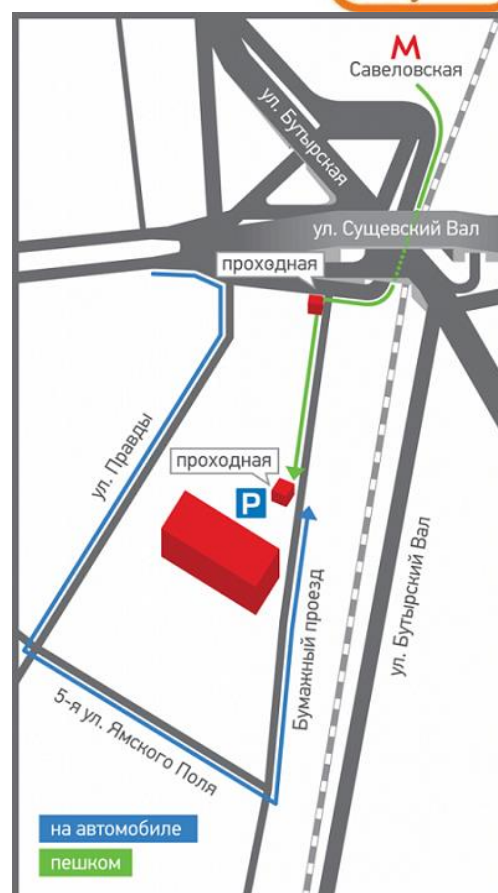 М
Савеловская
ул. Бутырская
ул. Сущевский Вал
проходная
ул. Правды
проходная
P
Бумажный проезд
ул. Бутырский Вал
5-я ул. Ямского Поля
на автомобиле
пешком